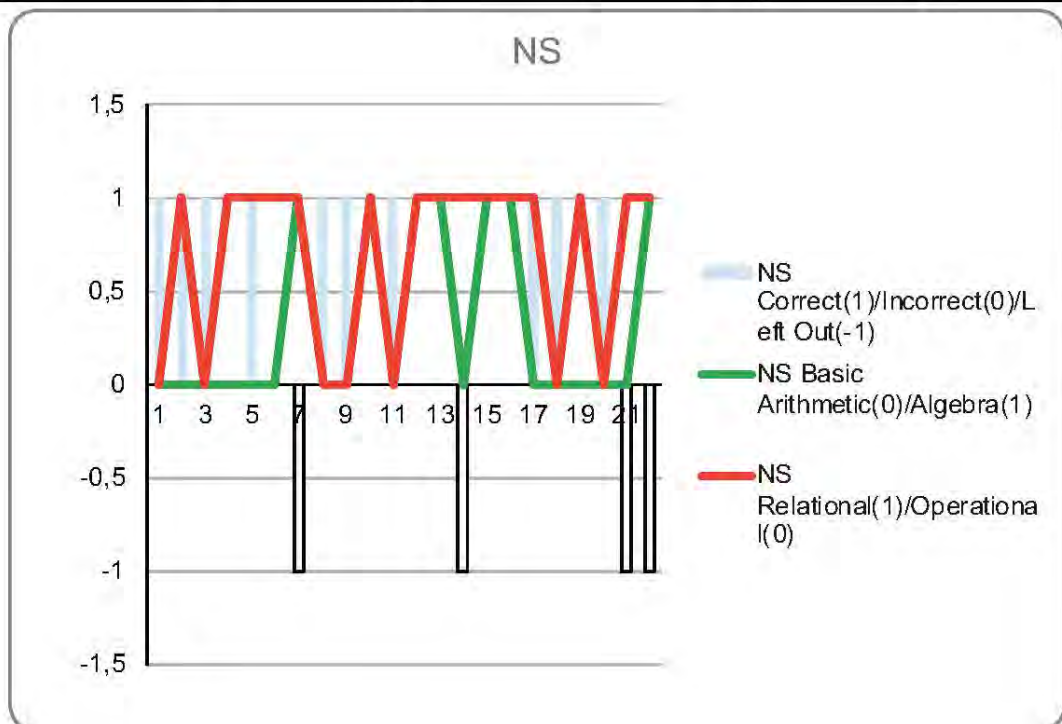 NS
1,5
1
0,5
0
1 3 5 7 9 11 13 15 17 19 21
-0,5
-1
-1,5
NS
Correct(1)/Incorrect(0)/L
eft Out(-1)
NS Basic
Arithmetic(0)/Algebra(1)
NS
Relational(1)/Operationa
l(0)